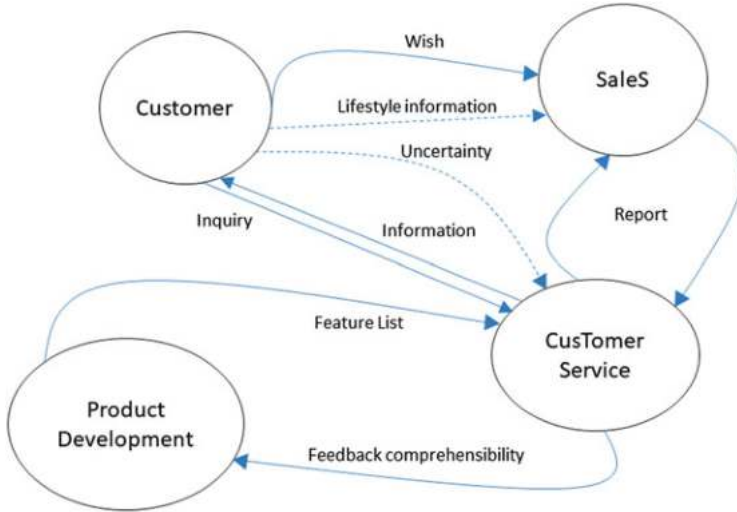 Wish
SaleS
Customer
Lifestyle information
Uncertainty
Inquiry
Information
Report
Feature List
CusTomer
Service
Product
Development
Feedback comprehensibility